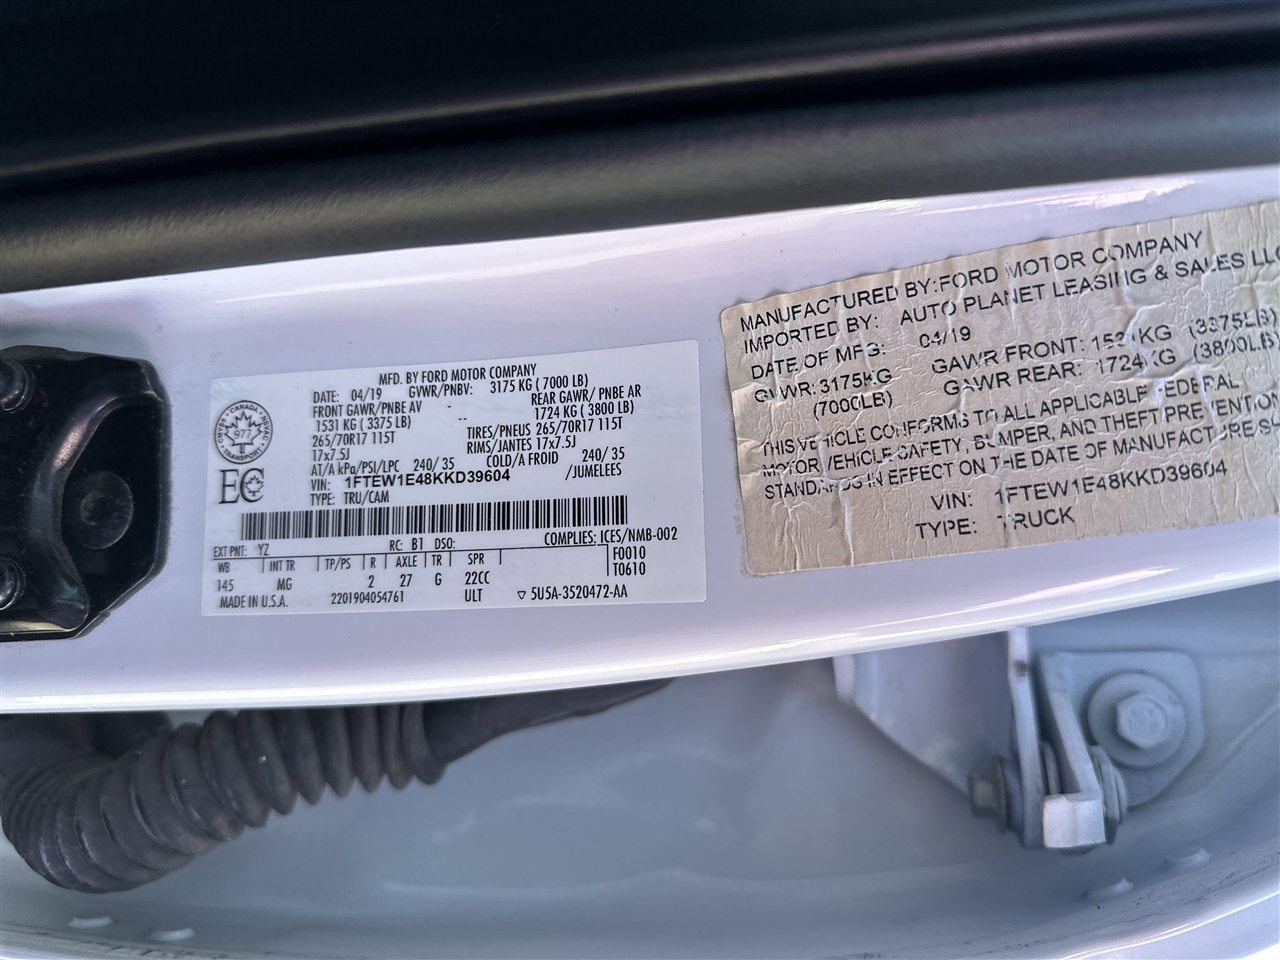 MFD. BY FORD MOTOR COMPANY
DATE: 04/19 GVWR/PNBV: 3175 KG ( 7000 LB)
FRONT GAWR/PNBE AV -- REAR GAWR/ PNBE AR
1531 KG ( 3375 LB) - 1724 KG ( 3800 LB)
265/70R17 115T TIRES/PNEUS 265/70R17 115T
17x7.5J RIMS/JANTES 17x7.5J
AT/A kPa/PSI/LPC 240/ 35 COLD/A FROID 240/ 35
VIN: 1FTEW1E48KKD39604 /JUMELEES
TYPE: TRU/CAM
CANADA
977
TRANSPORT
EC
COMPLIES: ICES/NMB-002
EXT PNT: YZ RC: B1 DSO:
WB INT TR TP/PS R AXLE TR SPR F0010
145 MG 2 27 G 22CC T0610
MADE IN U.S.A. 2201904054761 ULT ▽ 5U5A-3520472-AA
MANUFACTURED BY:FORD MOTOR COMPANY
IMPORTED BY: AUTO PLANET LEASING & SALES LLC
DATE OF MFG: 04/19
GVWR: 3175KG GAWR FRONT: 1531KG (3375LB)
(7000LB) GAWR REAR: 1724KG (3800LB)
THIS VEHICLE CONFORMS TO ALL APPLICABLE FEDERAL
MOTOR VEHICLE SAFETY, BUMPER, AND THEFT PREVENTION
STANDARDS IN EFFECT ON THE DATE OF MANUFACTURE
VIN: 1FTEW1E48KKD39604
TYPE: TRUCK